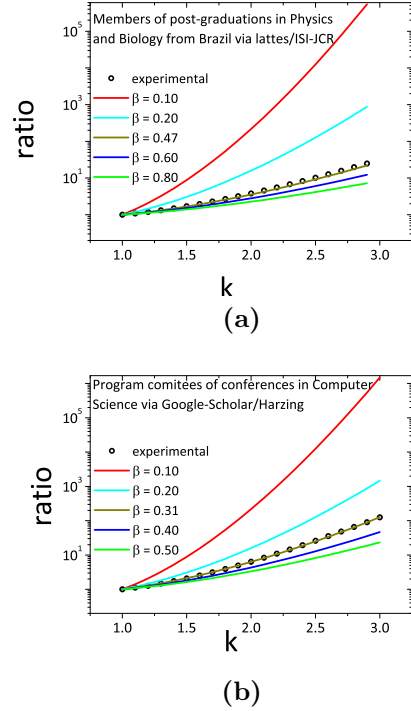 Members of post-graduations in Physics
and Biology from Brazil via lattes/ISI-JCR
experimental
β = 0.10
β = 0.20
β = 0.47
β = 0.60
β = 0.80
ratio
10^5
10^3
10^1
1.0 1.5 2.0 2.5 3.0
k
(a)
Program comitees of conferences in Computer
Science via Google-Scholar/Harzing
experimental
β = 0.10
β = 0.20
β = 0.31
β = 0.40
β = 0.50
ratio
10^5
10^3
10^1
1.0 1.5 2.0 2.5 3.0
k
(b)